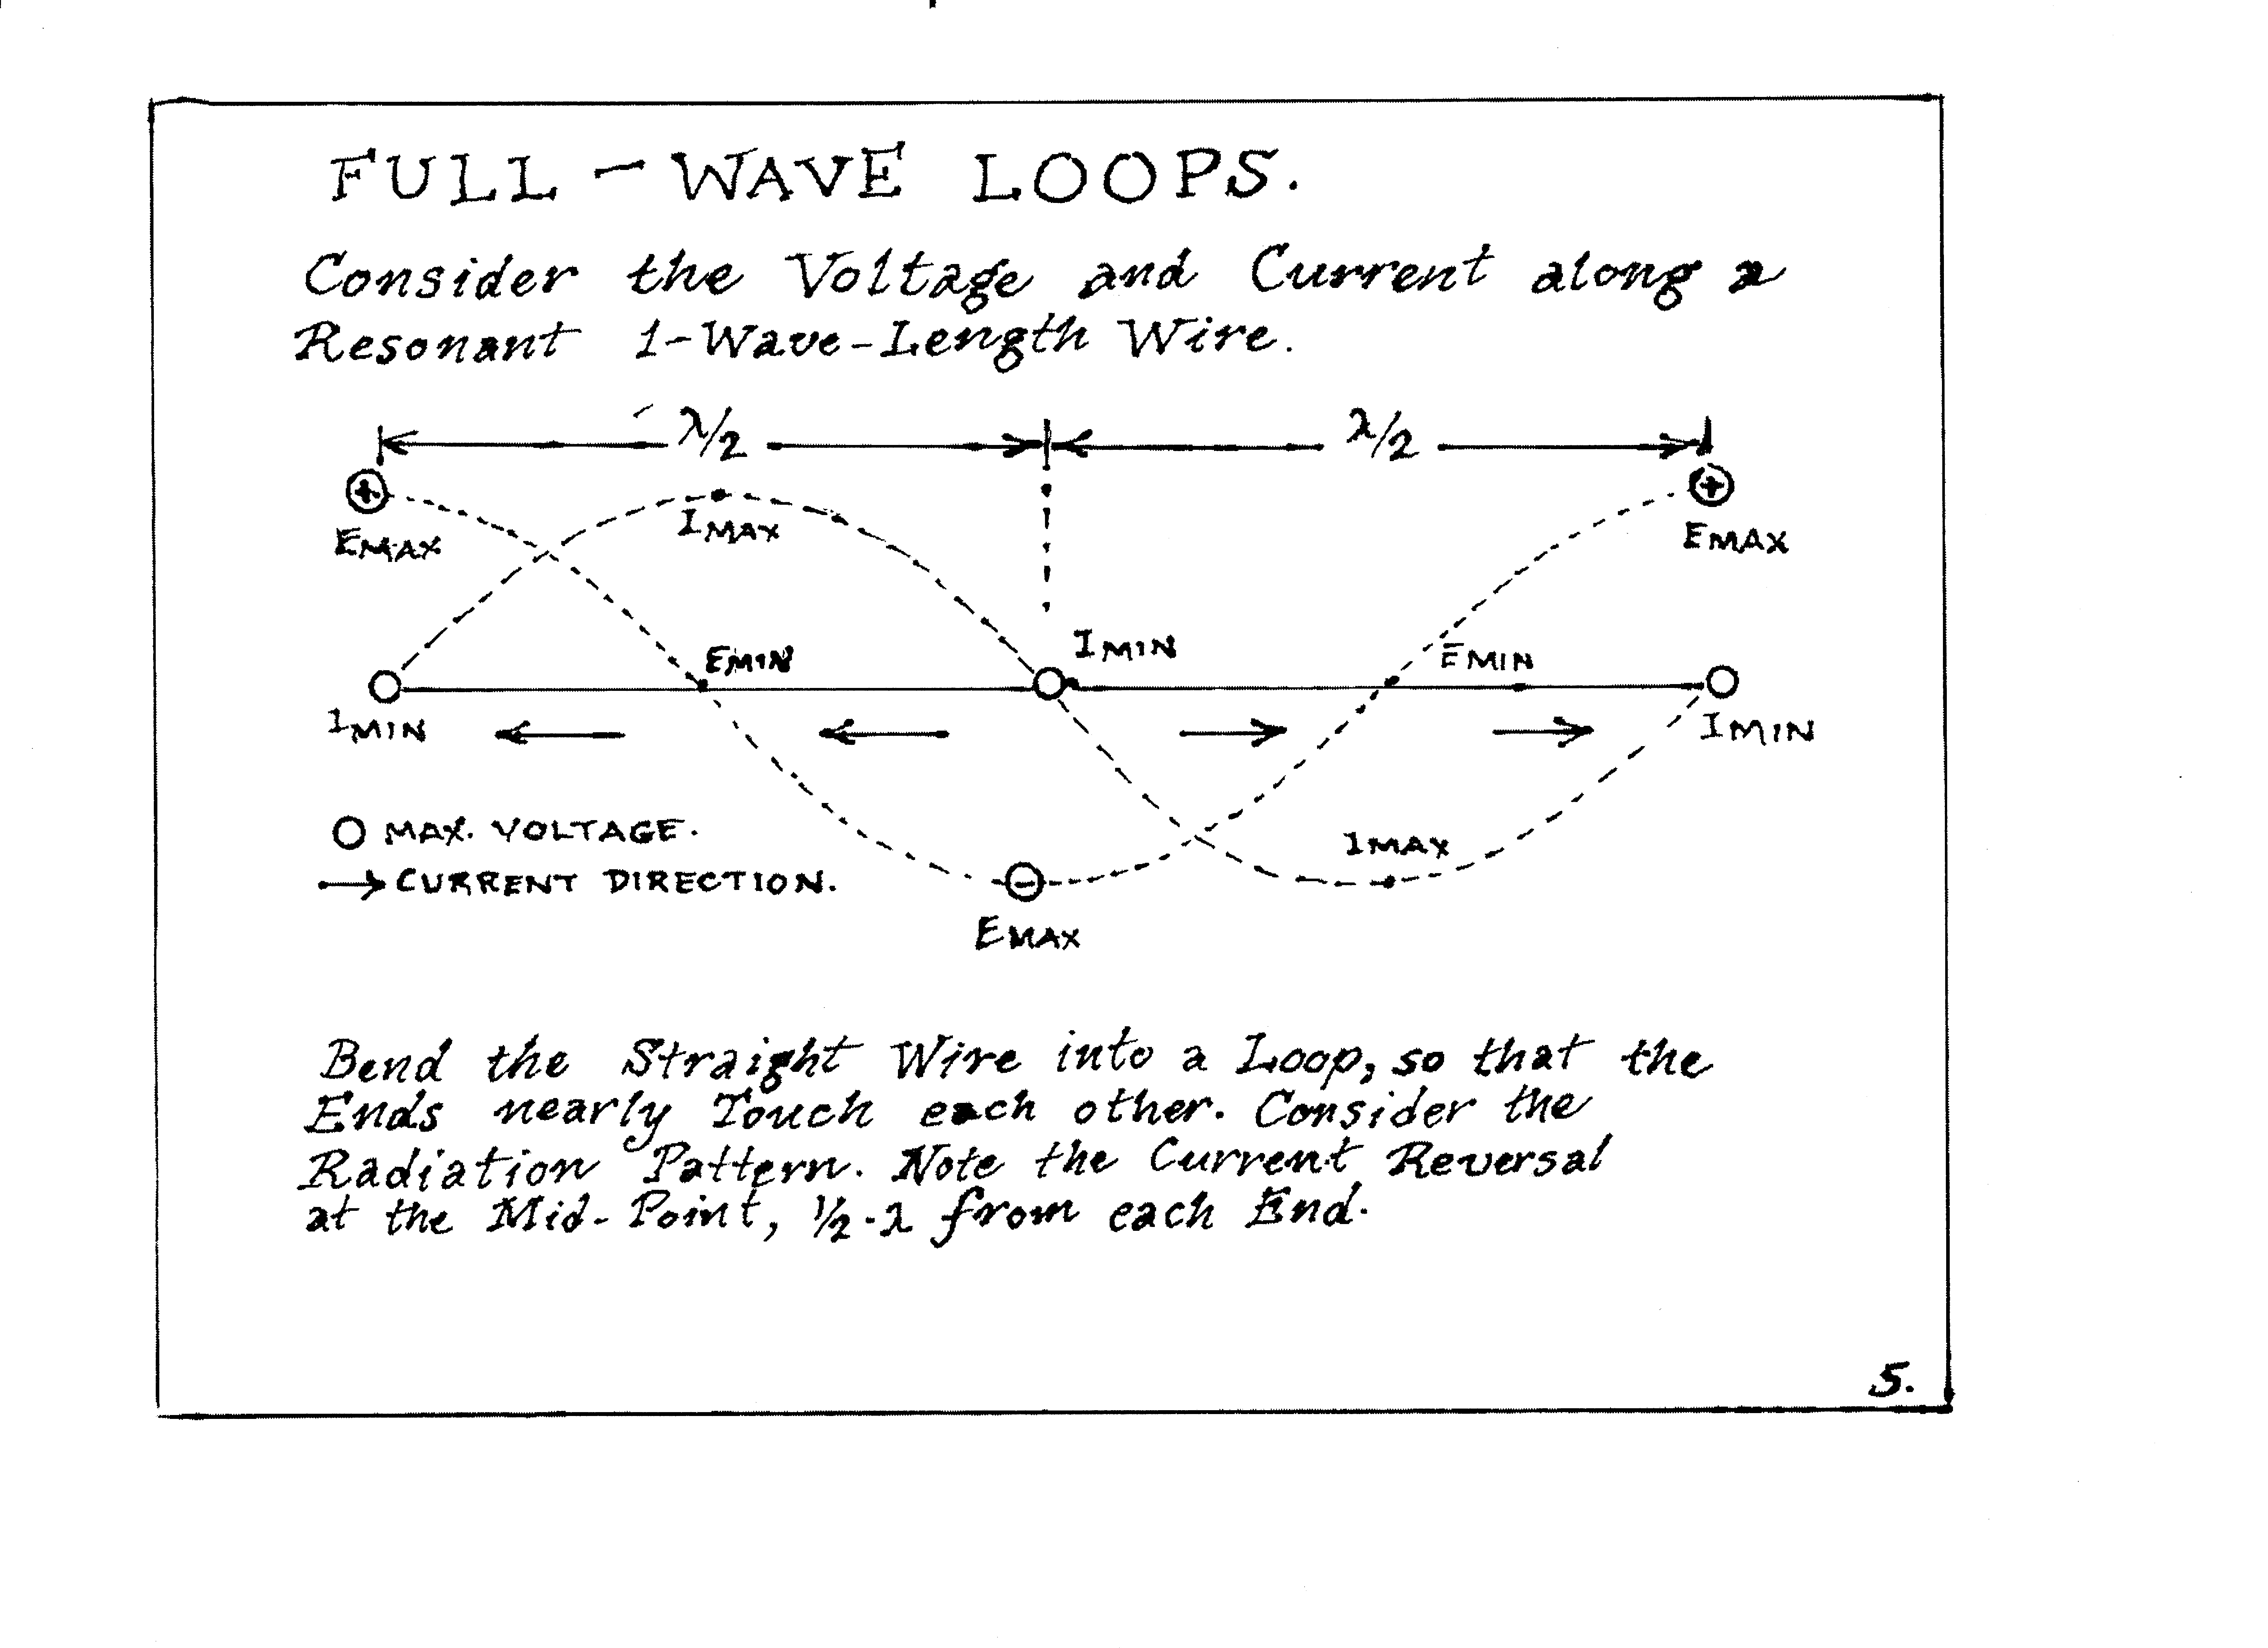 FULL-WAVE LOOPS.
Consider the Voltage and Current along a
Resonant 1-Wave-Length Wire.
λ/2 λ/2
+ +
EMAX IMAX EMAX
EMIN IMIN EMIN
IMIN IMIN
O MAX. VOLTAGE. IMAX
→ CURRENT DIRECTION. −
EMAX
Bend the Straight Wire into a Loop, so that the
Ends nearly Touch each other. Consider the
Radiation Pattern. Note the Current Reversal
at the Mid-Point, ½-λ from each End.
5.